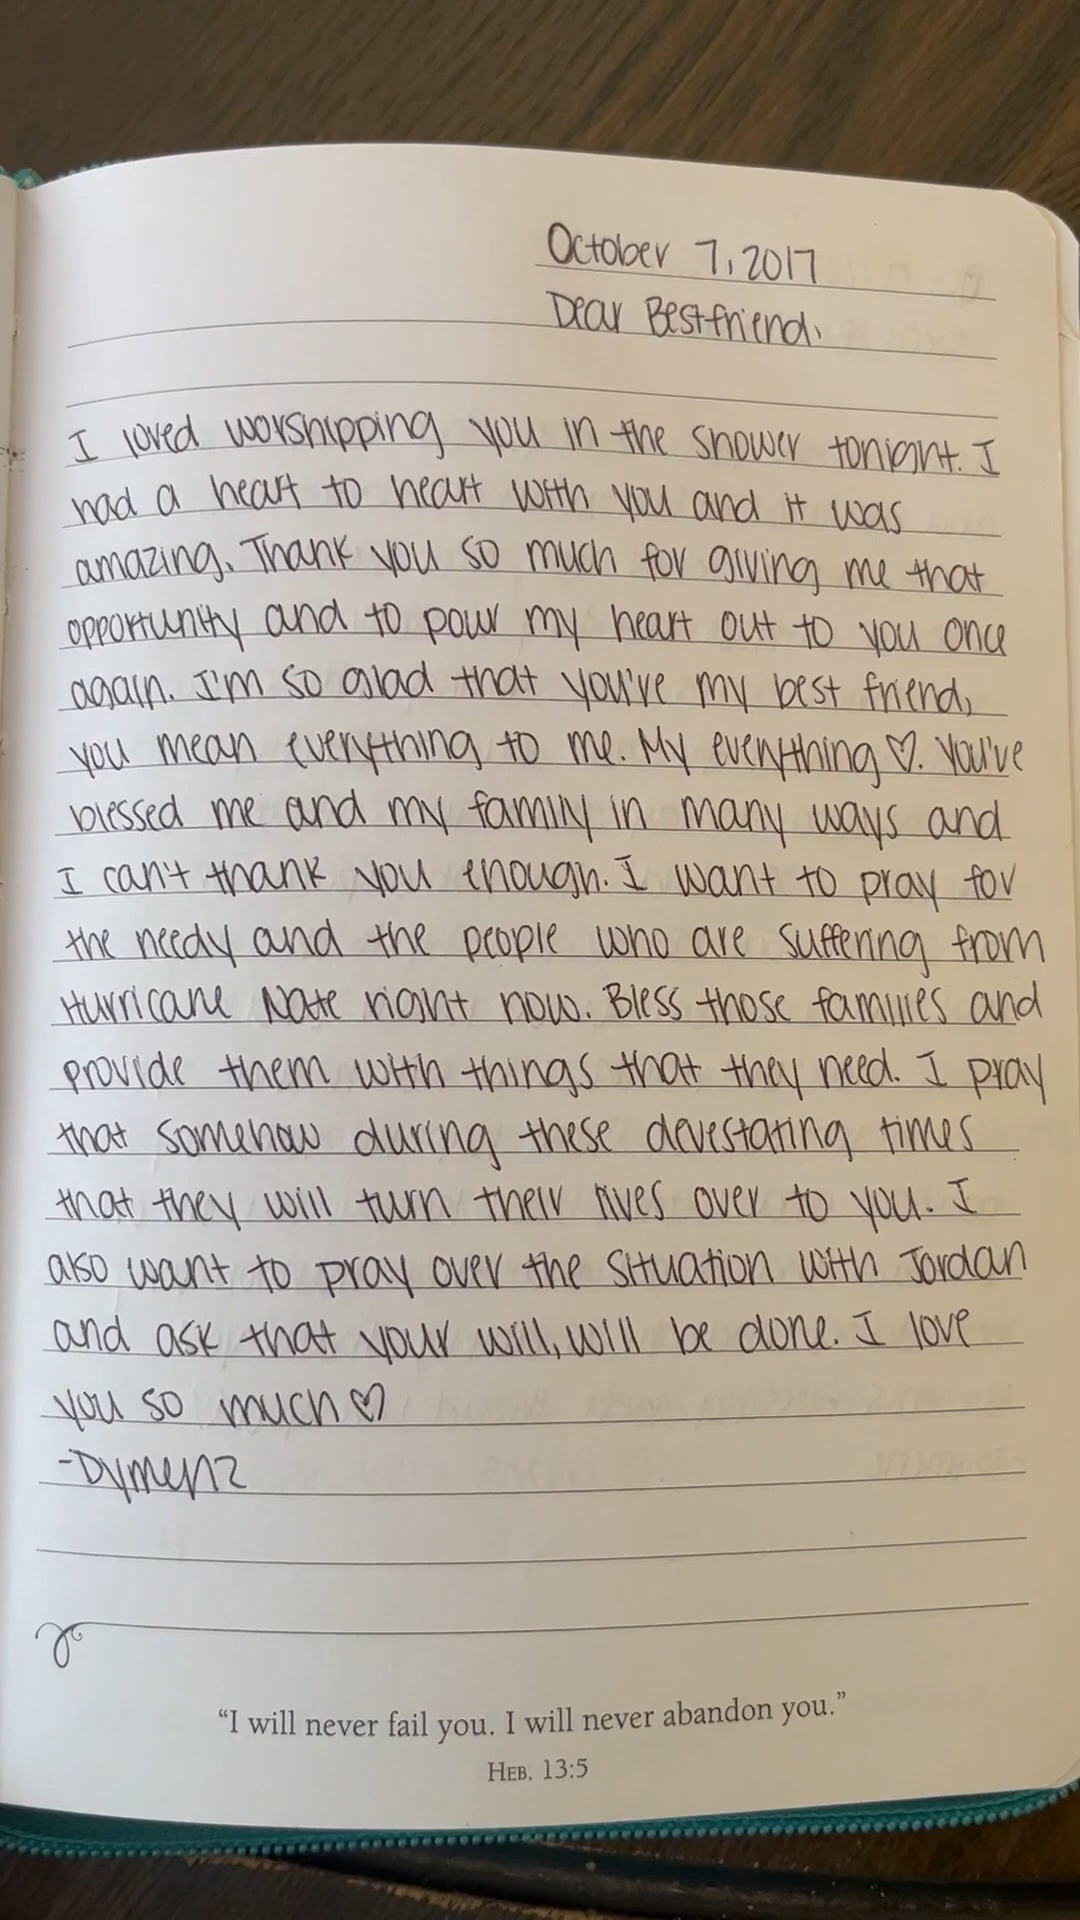 October 7, 2017
Dear Bestfriend,
I loved worshipping you in the shower tonight. I
had a heart to heart with you and it was
amazing. Thank you so much for giving me that
opportunity and to pour my heart out to you once
again. I'm so glad that you've my best friend,
you mean everything to me. My everything ♡. You've
blessed me and my family in many ways and
I can't thank you enough. I want to pray for
the needy and the people who are suffering from
Hurricane Nate right now. Bless those families and
provide them with things that they need. I pray
that somehow during these devestating times
that they will turn their lives over to you. I
also want to pray over the situation with Jordan
and ask that your will, will be done. I love
you so much ♡
-Dymenz
"I will never fail you. I will never abandon you."
HEB. 13:5